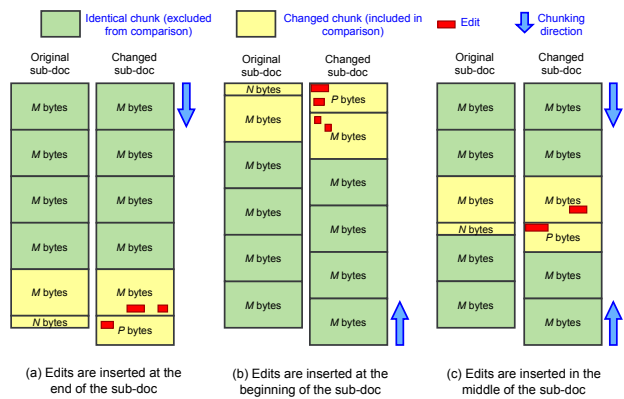 Identical chunk (excluded
from comparison)
Changed chunk (included in
comparison)
Edit
Chunking
direction
Original
sub-doc
Changed
sub-doc
M bytes
M bytes
M bytes
M bytes
M bytes
N bytes
M bytes
M bytes
M bytes
M bytes
M bytes
P bytes
(a) Edits are inserted at the
end of the sub-doc
Original
sub-doc
Changed
sub-doc
N bytes
M bytes
M bytes
M bytes
M bytes
M bytes
P bytes
M bytes
M bytes
M bytes
M bytes
M bytes
(b) Edits are inserted at the
beginning of the sub-doc
Original
sub-doc
Changed
sub-doc
M bytes
M bytes
M bytes
N bytes
M bytes
M bytes
M bytes
M bytes
M bytes
P bytes
M bytes
M bytes
(c) Edits are inserted in the
middle of the sub-doc